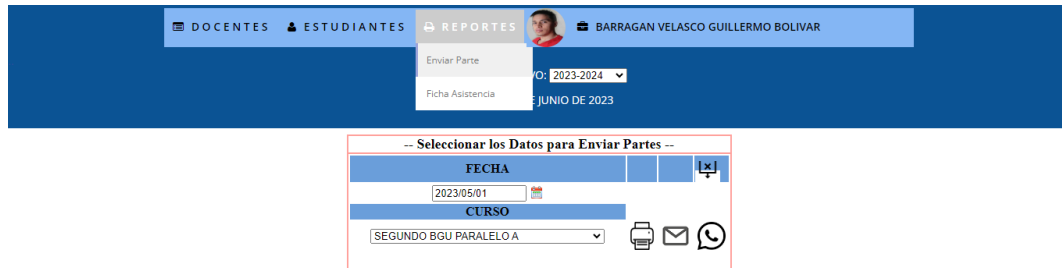 DOCENTES ESTUDIANTES REPORTES BARRAGAN VELASCO GUILLERMO BOLIVAR
Enviar Parte
VO: 2023-2024
Ficha Asistencia
E JUNIO DE 2023
-- Seleccionar los Datos para Enviar Partes --
FECHA
2023/05/01
CURSO
SEGUNDO BGU PARALELO A